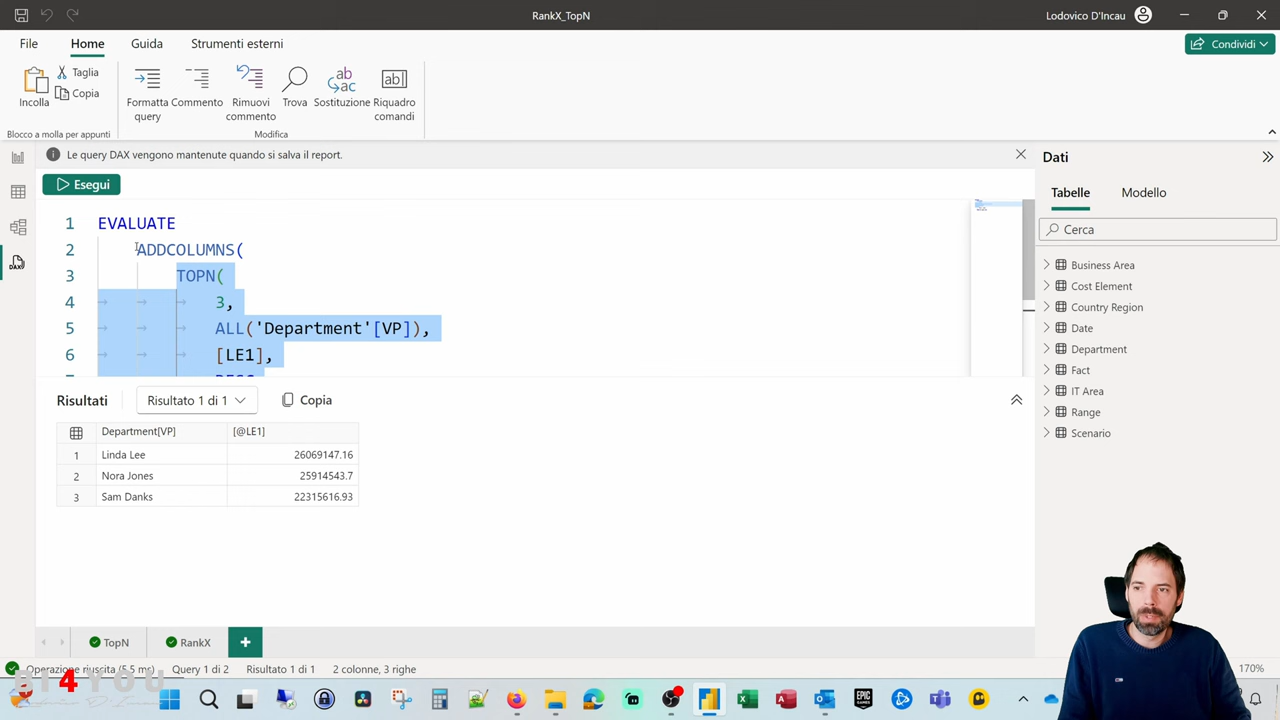 RankX_TopN
Lodovico D'Incau
File
Home
Guida
Strumenti esterni
Condividi
Incolla
Taglia
Copia
Formatta query
Commento
Rimuovi commento
Trova
Sostituzione
Riquadro comandi
Blocco a molla per appunti
Modifica
Le query DAX vengono mantenute quando si salva il report.
Esegui
1 EVALUATE
2 ADDCOLUMNS(
3 TOPN(
4 3,
5 ALL('Department'[VP]),
6 [LE1],
Risultati
Risultato 1 di 1
Copia
Department[VP] [@LE1]
1 Linda Lee 26069147.16
2 Nora Jones 25914543.7
3 Sam Danks 22315616.93
TopN
RankX
Operazione riuscita (5,5 ms)
Query 1 di 2
Risultato 1 di 1
2 colonne, 3 righe
170%
Dati
Tabelle
Modello
Cerca
Business Area
Cost Element
Country Region
Date
Department
Fact
IT Area
Range
Scenario
AI 4 YOU
EPIC GAMES